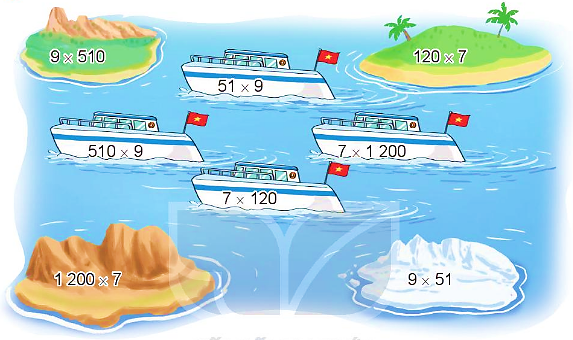 9 × 510
120 × 7
51 × 9
510 × 9
7 × 1 200
7 × 120
1 200 × 7
9 × 51